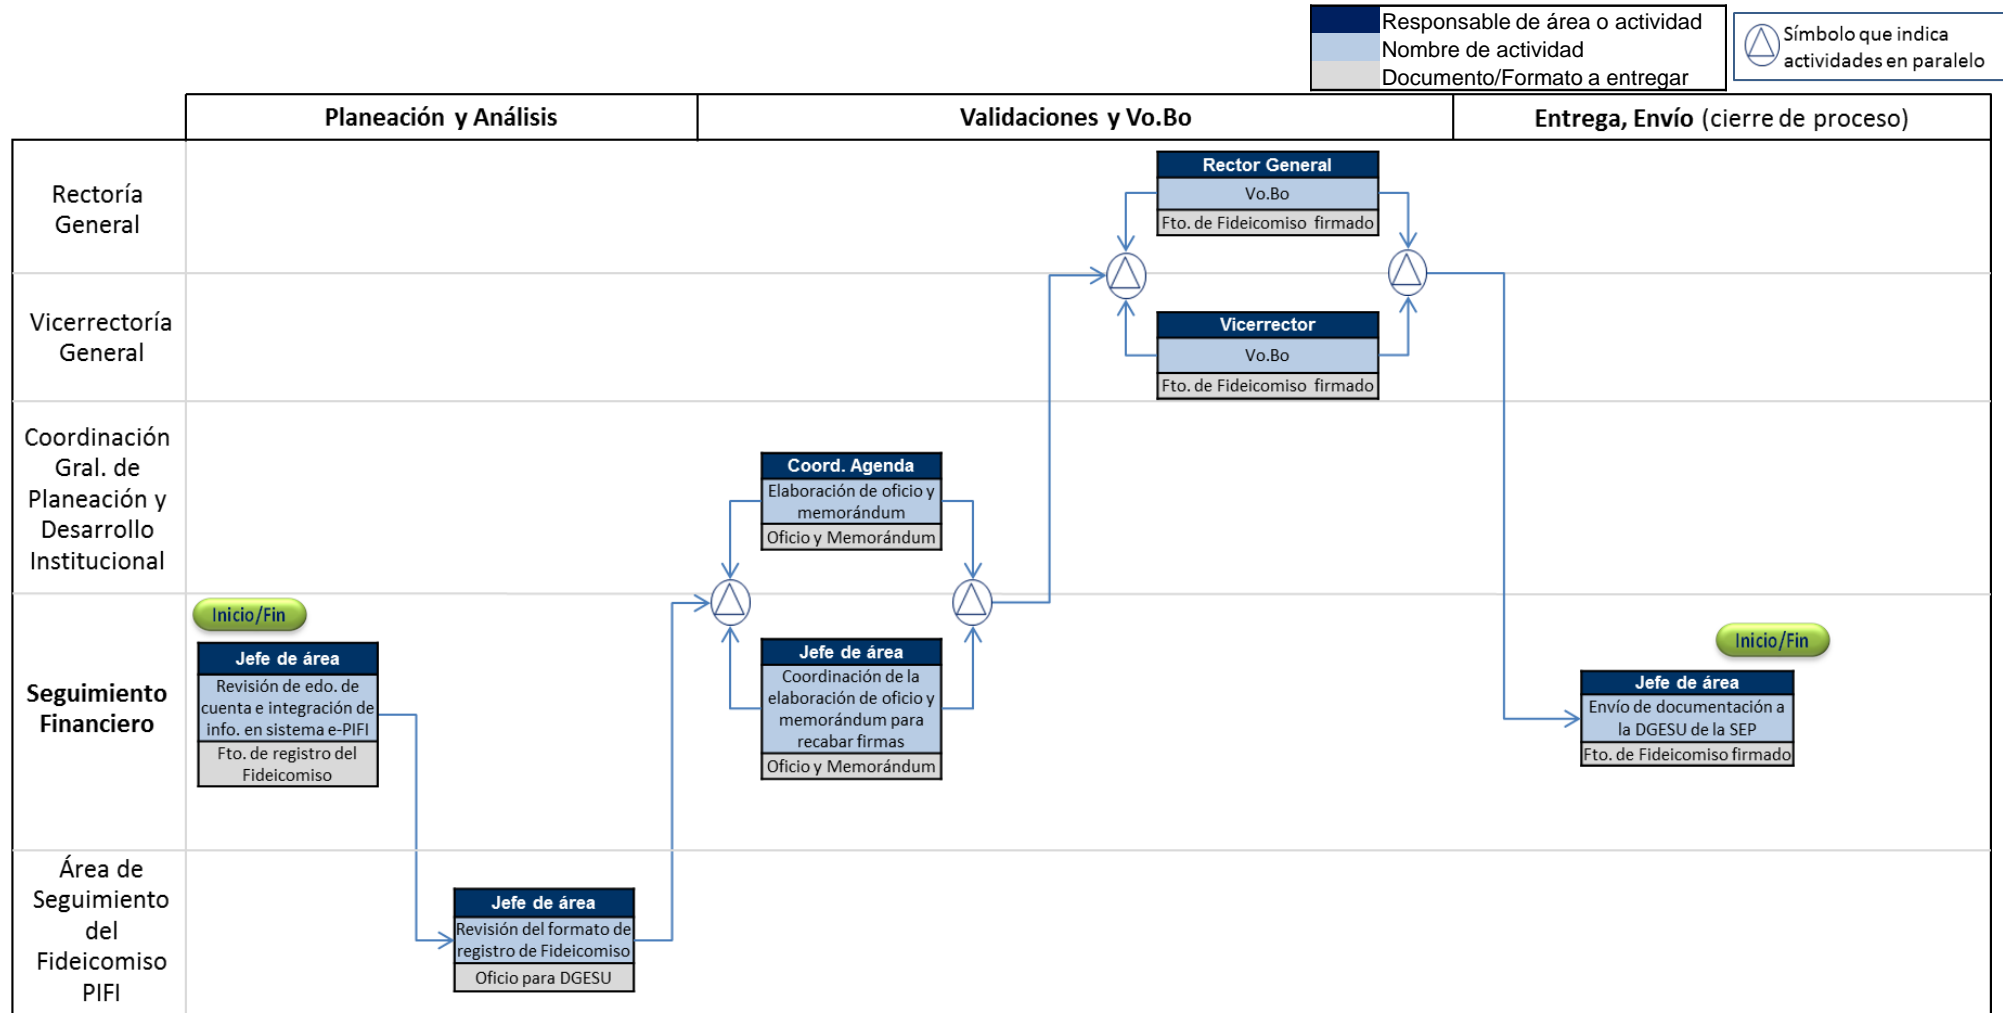 Responsable de área o actividad
Nombre de actividad
Documento/Formato a entregar
Símbolo que indica
actividades en paralelo
Planeación y Análisis
Validaciones y Vo.Bo
Entrega, Envío (cierre de proceso)
Rectoría
General
Rector General
Vo.Bo
Fto. de Fideicomiso firmado
Vicerrectoría
General
Vicerrector
Vo.Bo
Fto. de Fideicomiso firmado
Coordinación
Gral. de
Planeación y
Desarrollo
Institucional
Coord. Agenda
Elaboración de oficio y
memorándum
Oficio y Memorándum
Seguimiento
Financiero
Inicio/Fin
Jefe de área
Revisión de edo. de
cuenta e integración de
info. en sistema e-PIFI
Fto. de registro del
Fideicomiso
Jefe de área
Coordinación de la
elaboración de oficio y
memorándum para
recabar firmas
Oficio y Memorándum
Inicio/Fin
Jefe de área
Envío de documentación a
la DGESU de la SEP
Fto. de Fideicomiso firmado
Área de
Seguimiento
del
Fideicomiso
PIFI
Jefe de área
Revisión del formato de
registro de Fideicomiso
Oficio para DGESU